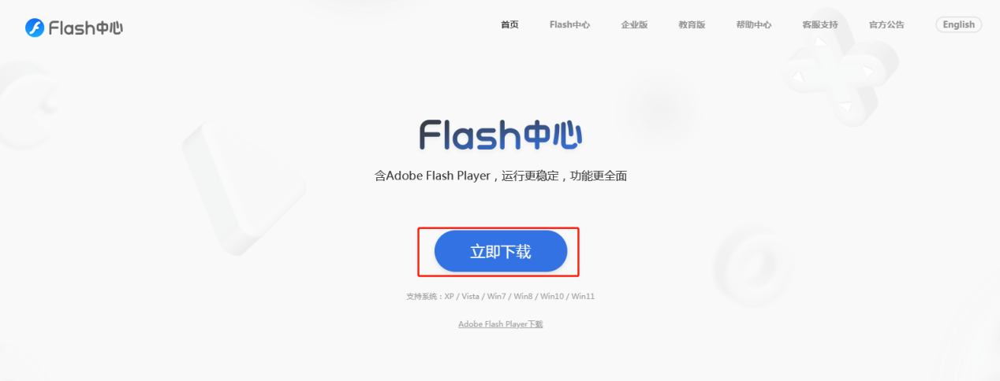 Flash中心
首页 Flash中心 企业版 教育版 帮助中心 客服支持 官方公告 English
Flash中心
含Adobe Flash Player，运行更稳定，功能更全面
立即下载
支持系统：XP / Vista / Win7 / Win8 / Win10 / Win11
Adobe Flash Player下载